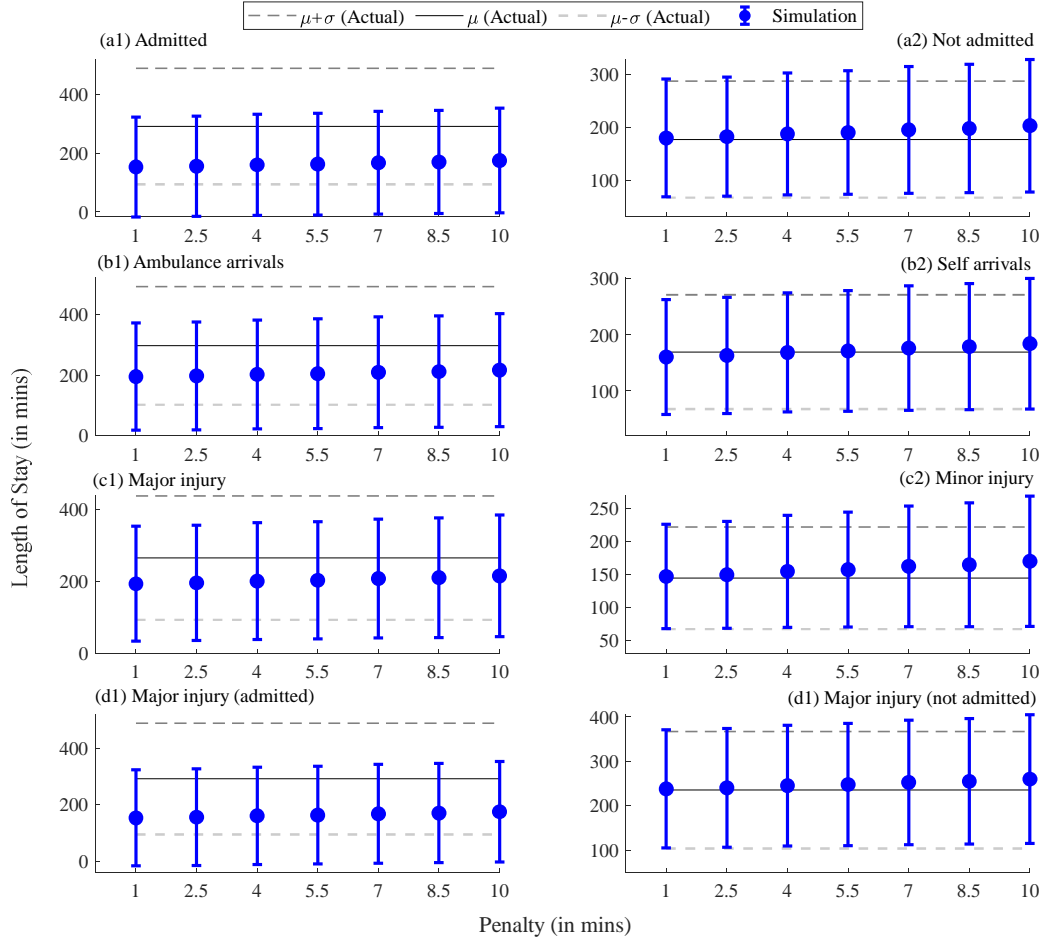 μ+σ (Actual) μ (Actual) μ-σ (Actual) Simulation
(a1) Admitted
400
200
0
1 2.5 4 5.5 7 8.5 10
(a2) Not admitted
300
200
100
1 2.5 4 5.5 7 8.5 10
(b1) Ambulance arrivals
400
200
0
1 2.5 4 5.5 7 8.5 10
(b2) Self arrivals
300
200
100
1 2.5 4 5.5 7 8.5 10
(c1) Major injury
400
200
0
1 2.5 4 5.5 7 8.5 10
(c2) Minor injury
250
200
150
100
50
1 2.5 4 5.5 7 8.5 10
(d1) Major injury (admitted)
400
200
0
1 2.5 4 5.5 7 8.5 10
(d1) Major injury (not admitted)
400
300
200
100
1 2.5 4 5.5 7 8.5 10
Length of Stay (in mins)
Penalty (in mins)